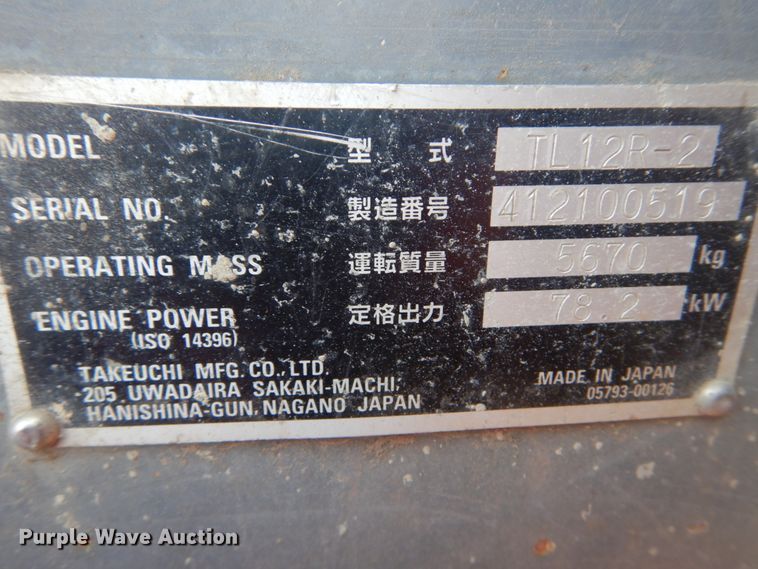 MODEL 型 式 TL12R-2
SERIAL NO. 製造番号 412100519
OPERATING MASS 運転質量 5670 kg
ENGINE POWER 定格出力 78.2 kW
(ISO 14396)
TAKEUCHI MFG. CO., LTD.
205 UWADAIRA SAKAKI-MACHI,
HANISHINA-GUN, NAGANO JAPAN
MADE IN JAPAN
05793-00126
Purple Wave Auction